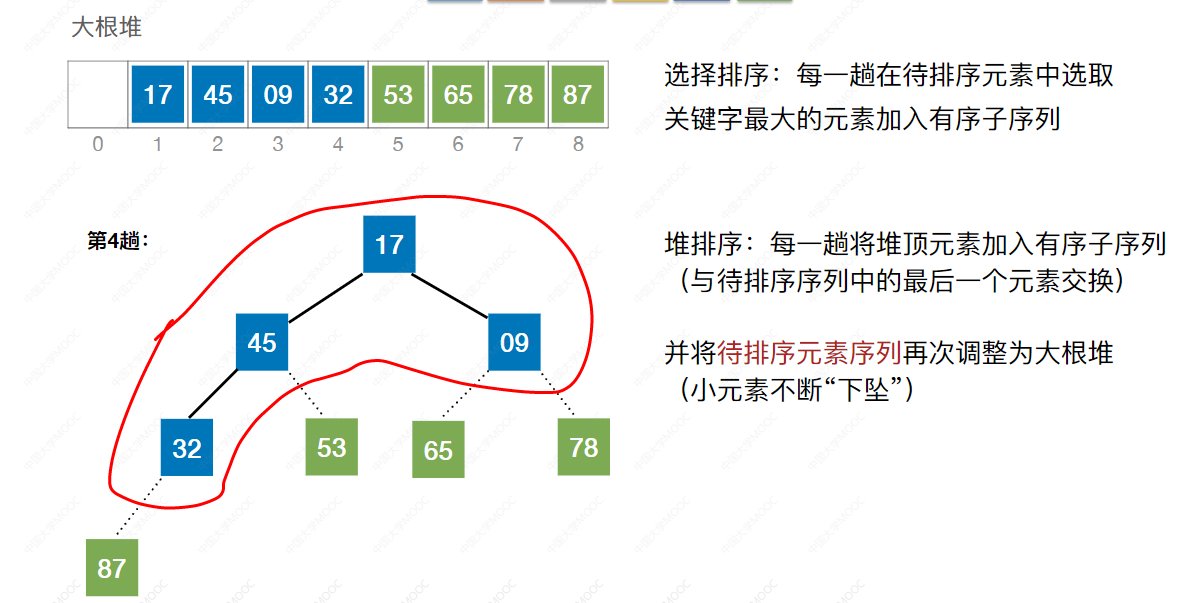 大根堆
17 45 09 32 53 65 78 87
0 1 2 3 4 5 6 7 8
选择排序：每一趟在待排序元素中选取
关键字最大的元素加入有序子序列
第4趟：
17
45 09
32 53 65 78
87
堆排序：每一趟将堆顶元素加入有序子序列
（与待排序序列中的最后一个元素交换）
并将待排序元素序列再次调整为大根堆
（小元素不断“下坠”）